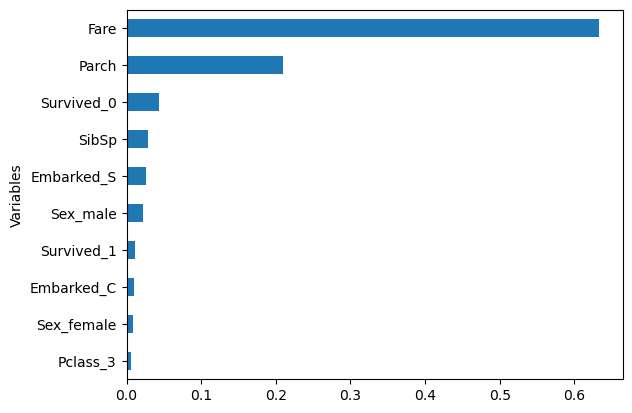 Fare
Parch
Survived_0
SibSp
Embarked_S
Sex_male
Survived_1
Embarked_C
Sex_female
Pclass_3
Variables
0.0 0.1 0.2 0.3 0.4 0.5 0.6